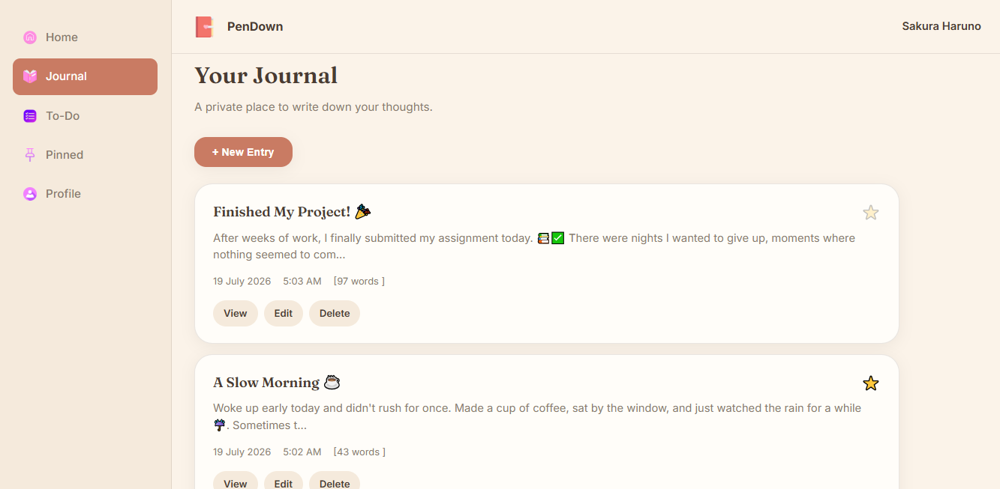 Home
Journal
To-Do
Pinned
Profile
PenDown
Sakura Haruno
Your Journal
A private place to write down your thoughts.
+ New Entry
Finished My Project! 🎉
After weeks of work, I finally submitted my assignment today. 📚✅ There were nights I wanted to give up, moments where
nothing seemed to com...
19 July 2026 5:03 AM [97 words ]
View Edit Delete
A Slow Morning ☕
Woke up early today and didn't rush for once. Made a cup of coffee, sat by the window, and just watched the rain for a while
☔. Sometimes t...
19 July 2026 5:02 AM [43 words ]
View Edit Delete